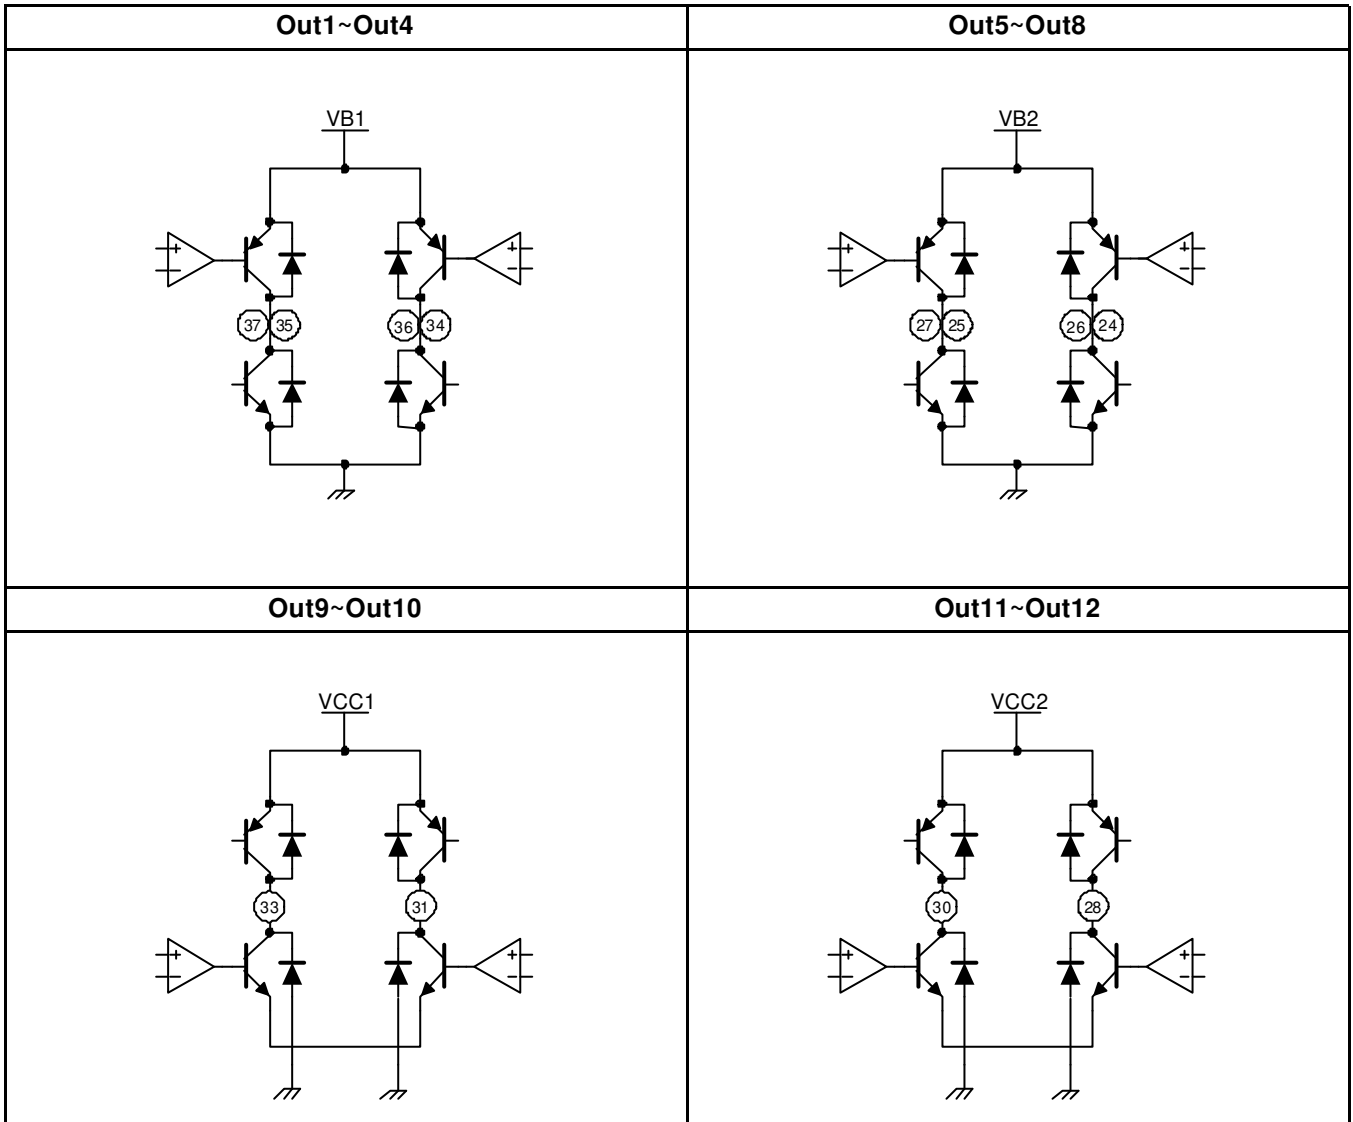 Out1~Out4
Out5~Out8
VB1
VB2
+ +
+ +
− −
− −
37 35 36 34
27 25 26 24
Out9~Out10
Out11~Out12
VCC1
VCC2
33 31
30 28
+ +
+ +
− −
− −